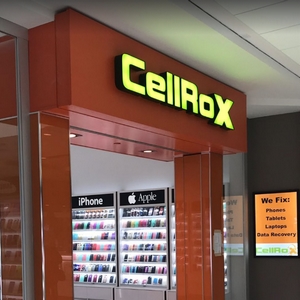 CellRoX
iPhone
Apple
We Fix:
Phones
Tablets
Laptops
Data Recovery
CellRoX